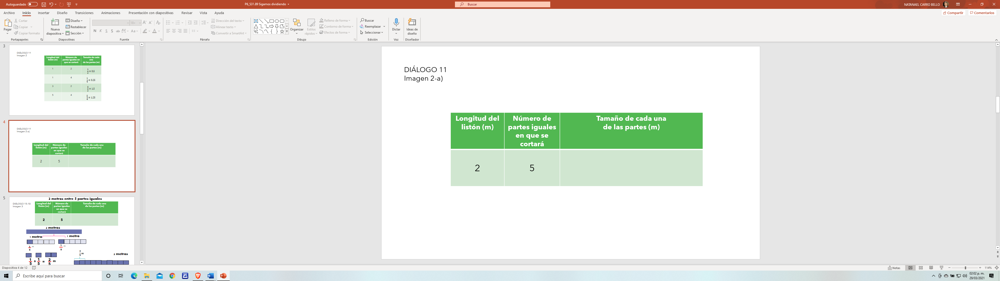 Autoguardado
P6_S31.89 Sigamos dividiendo
Buscar
NATANAEL CARRO BELLO
Archivo Inicio Insertar Diseño Transiciones Animaciones Presentación con diapositivas Revisar Vista Ayuda
Compartir Comentarios
Pegar
Cortar
Copiar
Copiar formato
Portapapeles
Nueva
diapositiva
Diseño
Restablecer
Sección
Diapositivas
18+
N K S S ab AV Aa A
Fuente
Dirección del texto
Alinear texto
Convertir a SmartArt
Párrafo
Organizar
Estilos
rápidos
Relleno de forma
Contorno de forma
Efectos de forma
Dibujo
Buscar
Reemplazar
Seleccionar
Edición
Dictar
Voz
Ideas de
diseño
Diseñador
3
DIÁLOGO 11
Imagen 2
Longitud del
listón (m)
Número de
partes iguales en
que se cortará
Tamaño de cada
una
de las partes (m)
1 2 1/2 = 0.5
1 4 1/4 = 0.25
3 2 3/2 = 1.5
5 4 5/4 = 1.25
4
DIÁLOGO 11
Imagen 2-a)
Longitud del
listón (m)
Número de
partes iguales
en que se
cortará
Tamaño de cada una
de las partes (m)
2 5
5
2 metros entre 5 partes iguales
DIÁLOGO 15-18
Imagen 3
Longitud del
listón (m)
Número de
partes iguales
en que se
cortará
Tamaño de cada una
de las partes (m)
2 5
2 metros
1 metro 1 metro
1/5 m 1/5 m
2/5 m 2 metros
1/5 + 1/5 = 2/5 m
DIÁLOGO 11
Imagen 2-a)
Longitud del
listón (m)
Número de
partes iguales
en que se
cortará
Tamaño de cada una
de las partes (m)
2 5
Diapositiva 4 de 12
Notas
114%
Escribe aquí para buscar
02:02 p. m.
29/03/2021